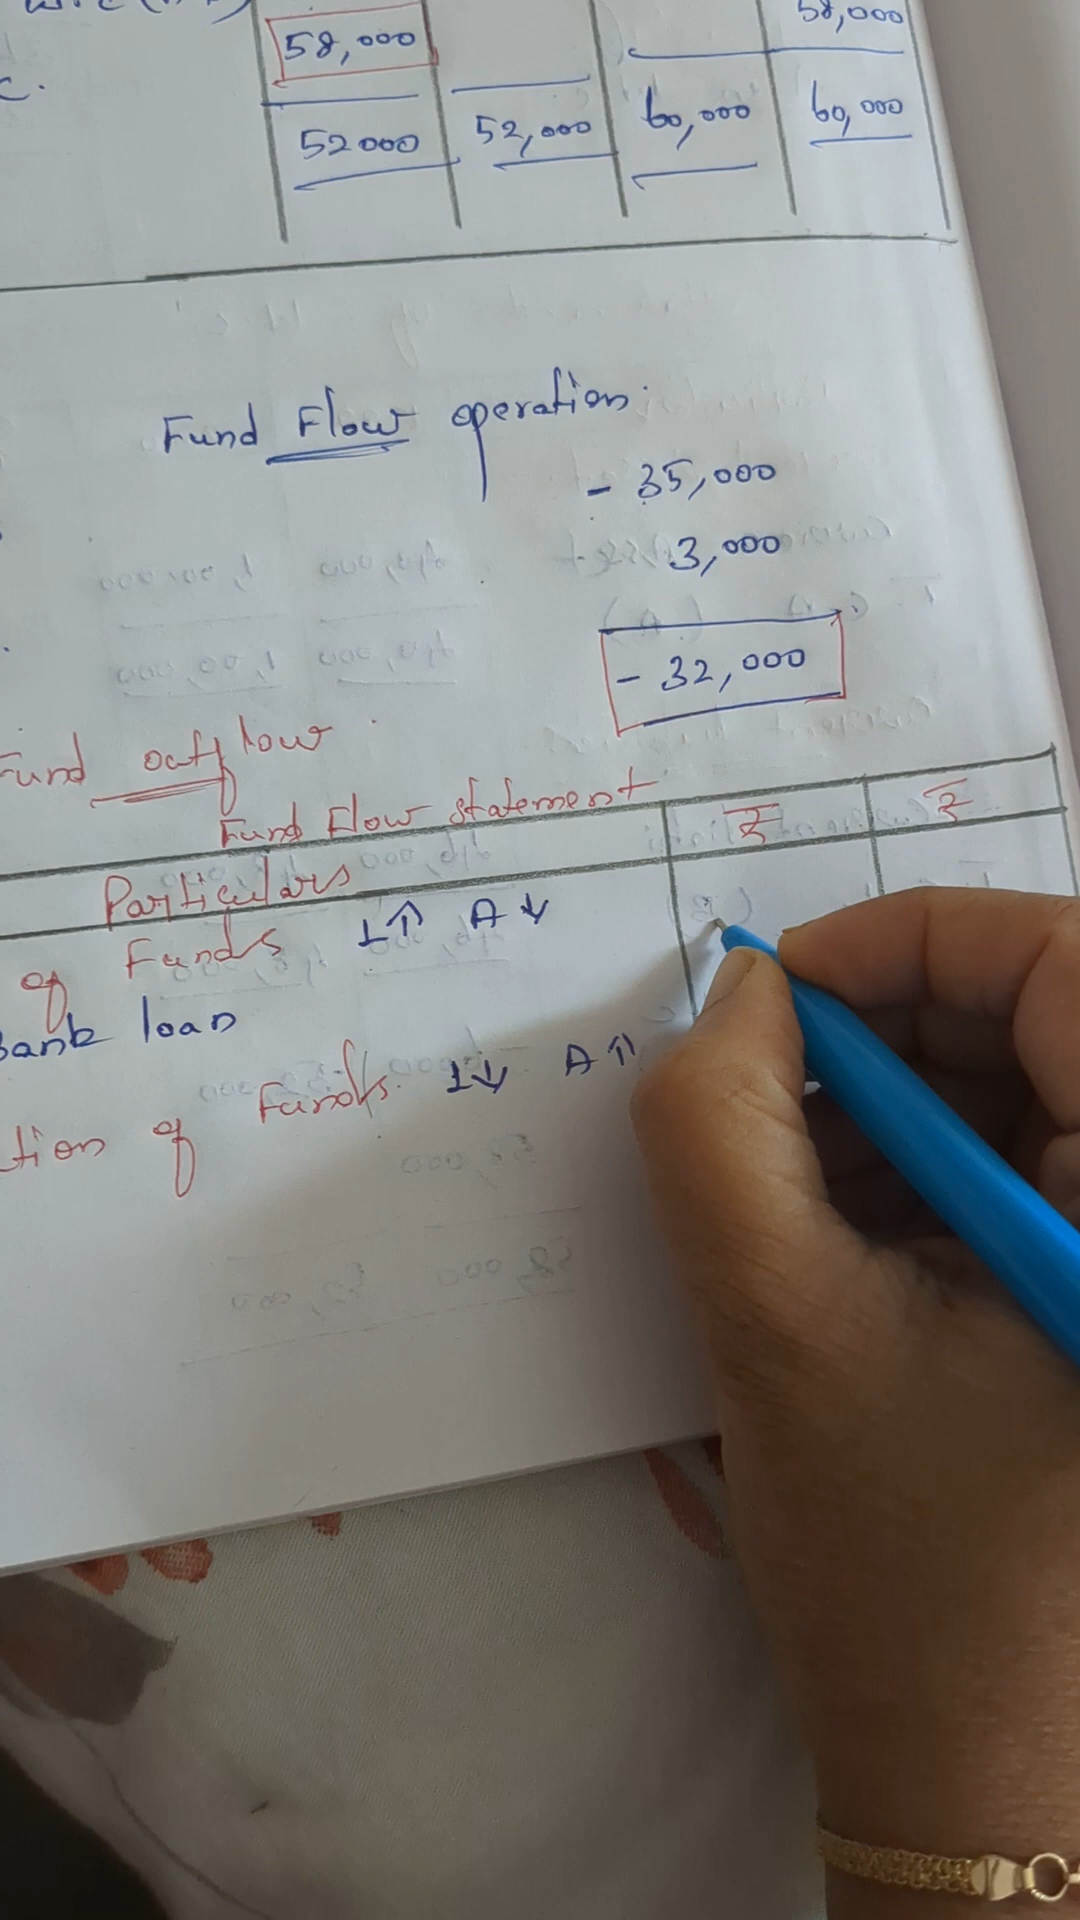 58,000
58,000
c.
52000 52,000 60,000 60,000
Fund Flow operation.
- 35,000
3,000
- 32,000
Fund outflow
Fund Flow statement
Particulars ₹ ₹
of Funds L↑ A↓
Bank loan
tion of Funds. L↓ A↑